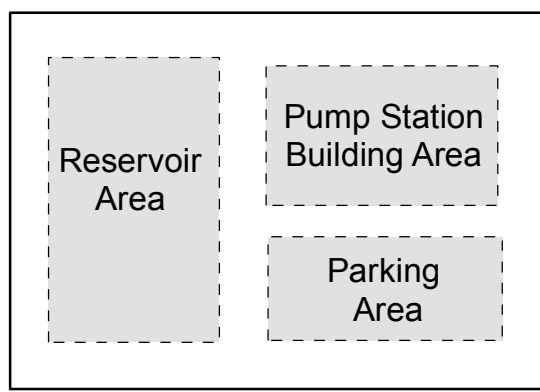 Reservoir
Area
Pump Station
Building Area
Parking
Area